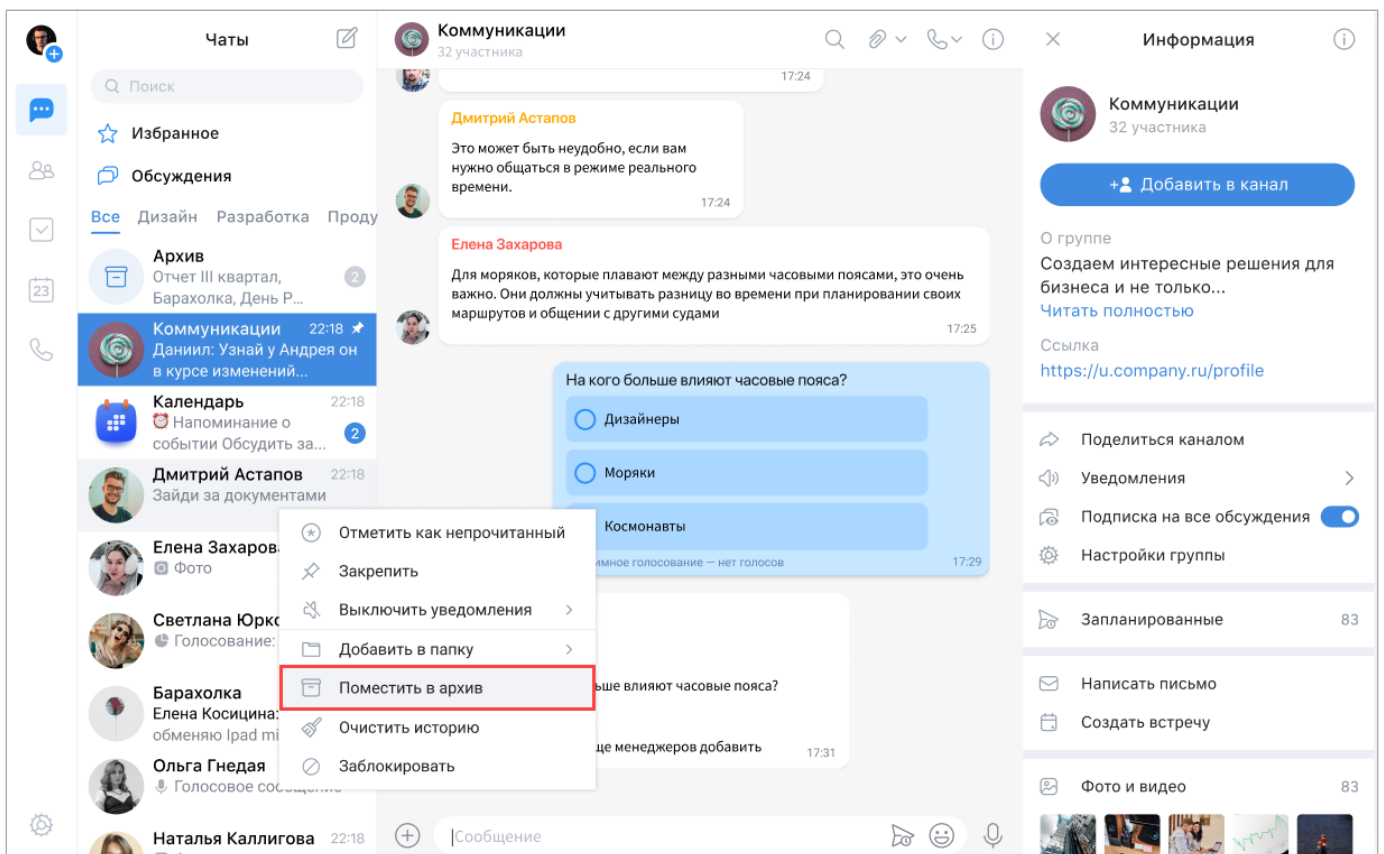 Чаты
Поиск
Избранное
Обсуждения
Все Дизайн Разработка Проду
Архив
Отчет III квартал, 2
Барахолка, День Р...
Коммуникации 22:18
Даниил: Узнай у Андрея он
в курсе изменений...
Календарь 22:18
Напоминание о
событии Обсудить за... 2
Дмитрий Астапов 22:18
Зайди за документами
Елена Захаров
Фото
Светлана Юрко
Голосование:
Барахолка
Елена Косицина:
обменяю Ipad mi
Ольга Гнедая
Голосовое
Наталья Каллигова 22:18
23
Отметить как непрочитанный
Закрепить
Выключить уведомления
Добавить в папку
Поместить в архив
Очистить историю
Заблокировать
Коммуникации
32 участника
17:24
Дмитрий Астапов
Это может быть неудобно, если вам
нужно общаться в режиме реального
времени.
17:24
Елена Захарова
Для моряков, которые плавают между разными часовыми поясами, это очень
важно. Они должны учитывать разницу во времени при планировании своих
маршрутов и общении с другими судами
17:25
На кого больше влияют часовые пояса?
Дизайнеры
Моряки
Космонавты
имное голосование — нет голосов 17:29
ьше влияют часовые пояса?
ще менеджеров добавить 17:31
Сообщение
Информация
Коммуникации
32 участника
Добавить в канал
О группе
Создаем интересные решения для
бизнеса и не только...
Читать полностью
Ссылка
https://u.company.ru/profile
Поделиться каналом
Уведомления
Подписка на все обсуждения
Настройки группы
Запланированные 83
Написать письмо
Создать встречу
Фото и видео 83